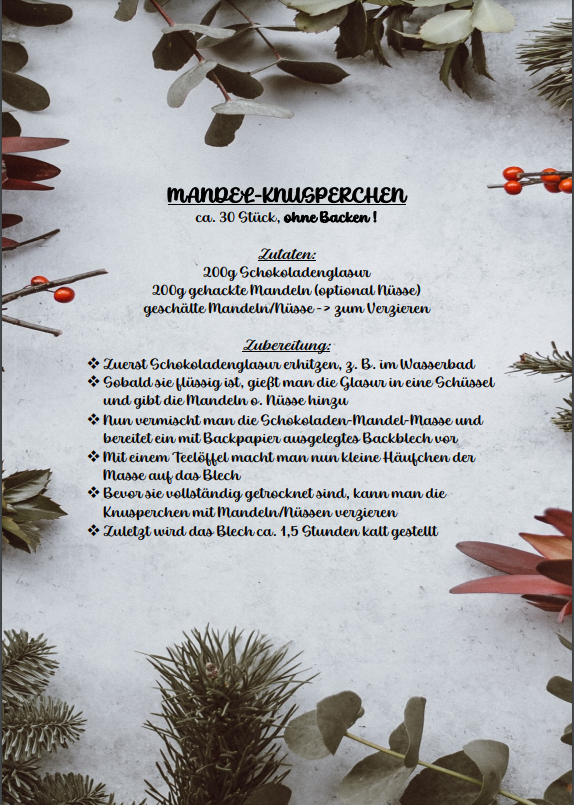 MANDEL-KNUSPERCHEN
ca. 30 Stück, ohne Backen !
Zutaten:
200g Schokoladenglasur
200g gehackte Mandeln (optional Nüsse)
geschälte Mandeln/Nüsse -> zum Verzieren
Zubereitung:
❖ Zuerst Schokoladenglasur erhitzen, z. B. im Wasserbad
❖ Sobald sie flüssig ist, gießt man die Glasur in eine Schüssel
und gibt die Mandeln o. Nüsse hinzu
❖ Nun vermischt man die Schokoladen-Mandel-Masse und
bereitet ein mit Backpapier ausgelegtes Backblech vor
❖ Mit einem Teelöffel macht man nun kleine Häufchen der
Masse auf das Blech
❖ Bevor sie vollständig getrocknet sind, kann man die
Knusperchen mit Mandeln/Nüssen verzieren
❖ Zuletzt wird das Blech ca. 1,5 Stunden kalt gestellt